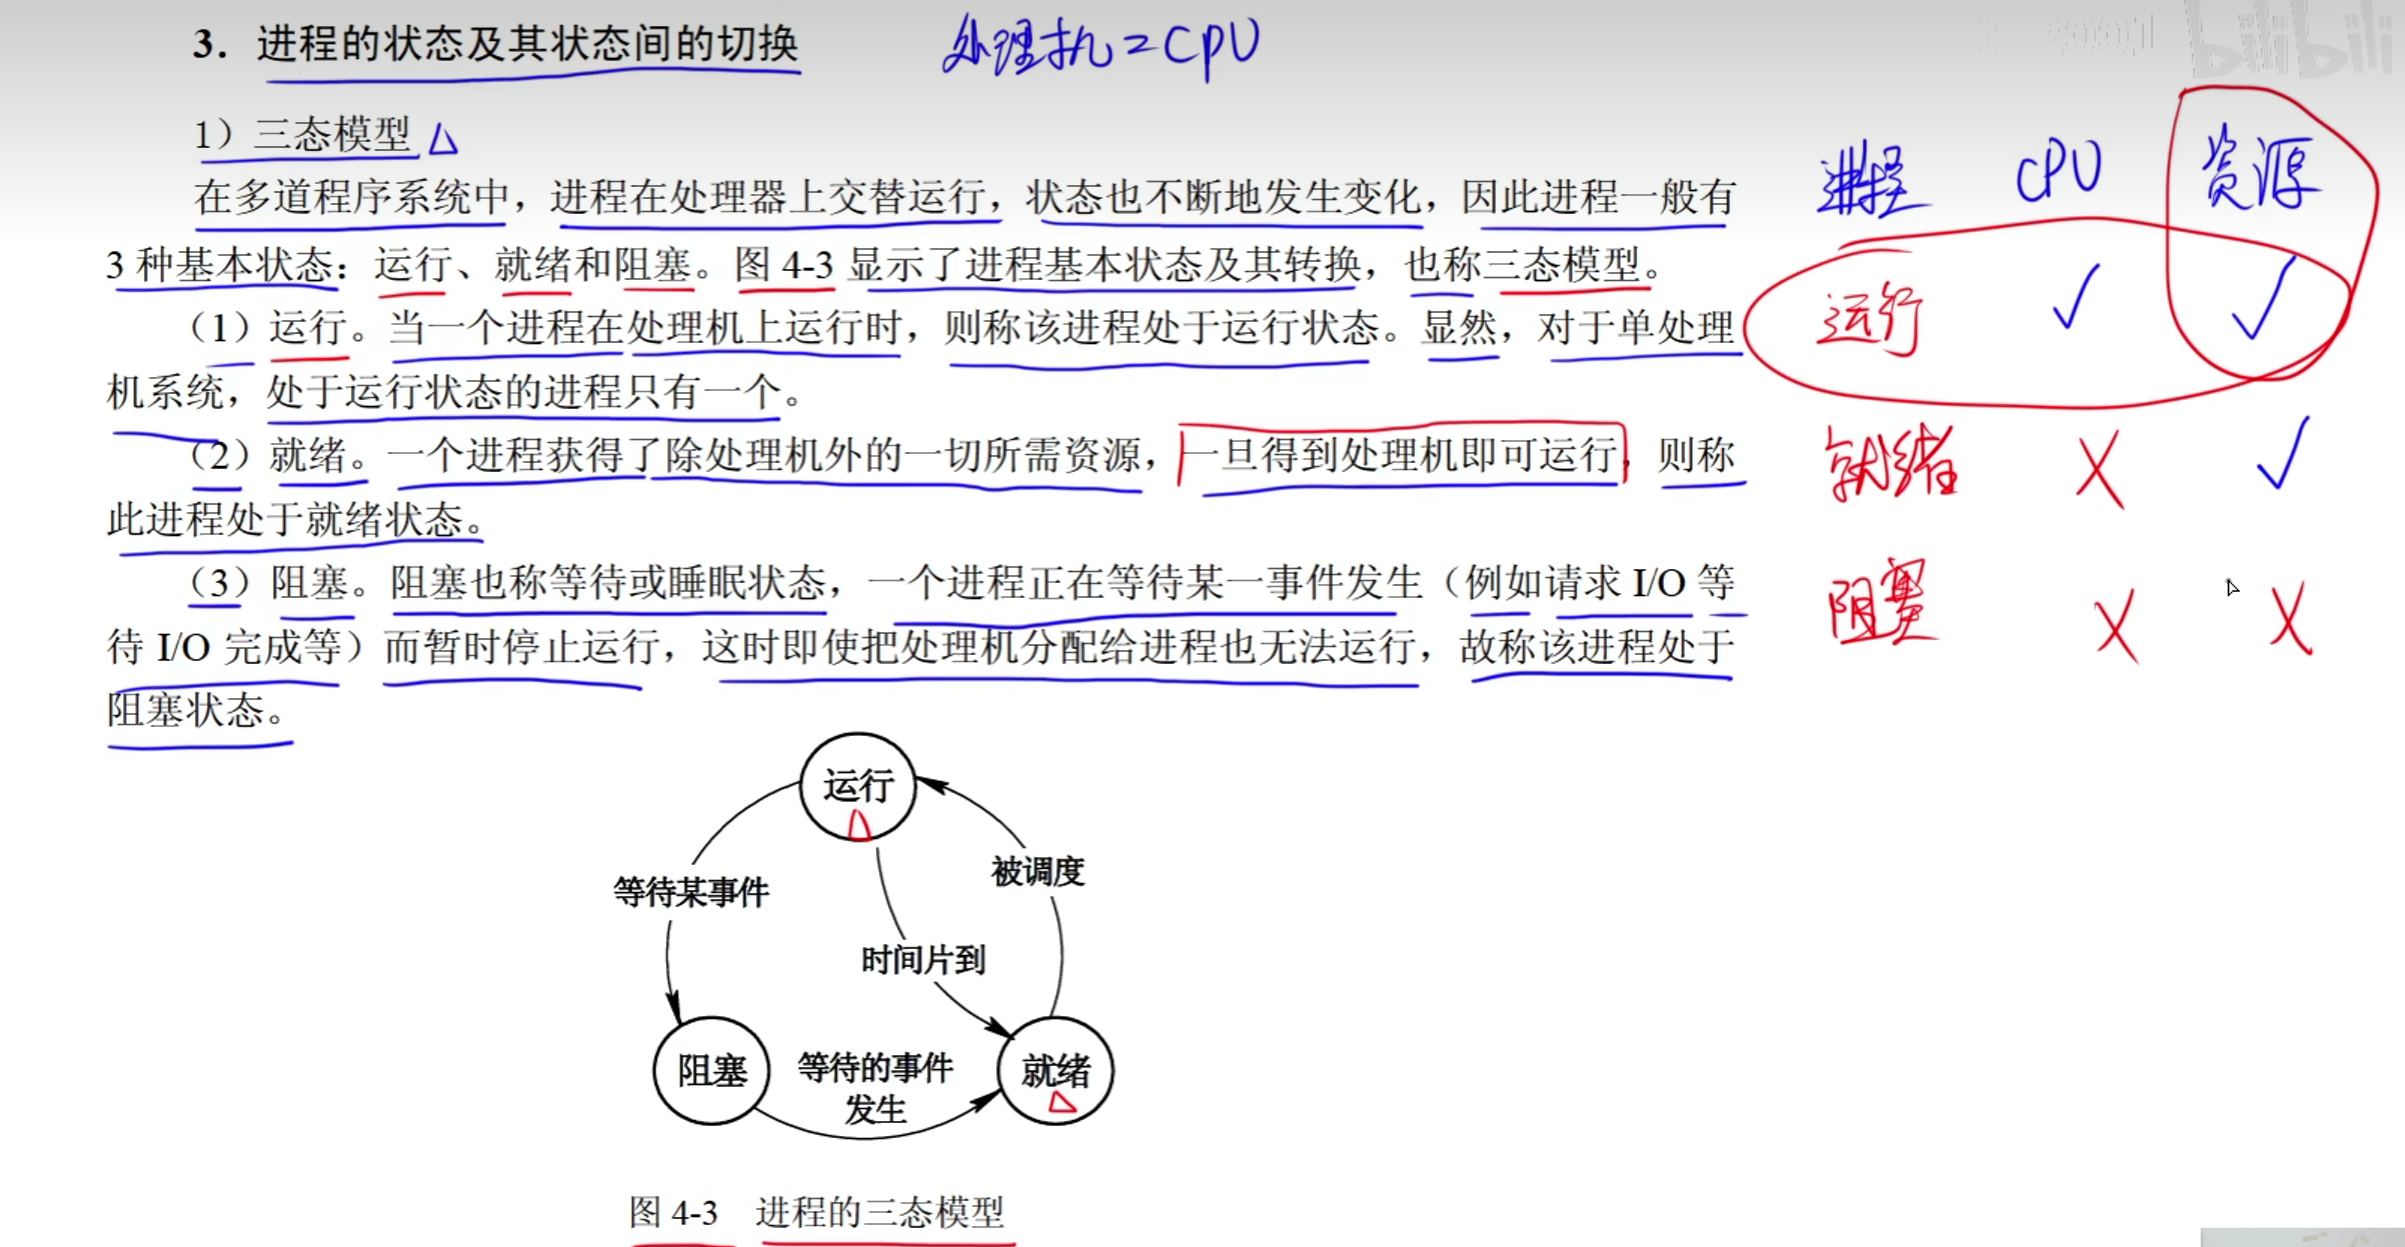 3. 进程的状态及其状态间的切换
处理机=CPU
1）三态模型
在多道程序系统中，进程在处理器上交替运行，状态也不断地发生变化，因此进程一般有
3 种基本状态：运行、就绪和阻塞。图 4-3 显示了进程基本状态及其转换，也称三态模型。
（1）运行。当一个进程在处理机上运行时，则称该进程处于运行状态。显然，对于单处理
机系统，处于运行状态的进程只有一个。
（2）就绪。一个进程获得了除处理机外的一切所需资源，一旦得到处理机即可运行，则称
此进程处于就绪状态。
（3）阻塞。阻塞也称等待或睡眠状态，一个进程正在等待某一事件发生（例如请求 I/O 等
待 I/O 完成等）而暂时停止运行，这时即使把处理机分配给进程也无法运行，故称该进程处于
阻塞状态。
进程 CPU 资源
运行 ✓ ✓
就绪 X ✓
阻塞 X X
运行
等待某事件
被调度
时间片到
阻塞
等待的事件
发生
就绪
图 4-3 进程的三态模型
bilibili